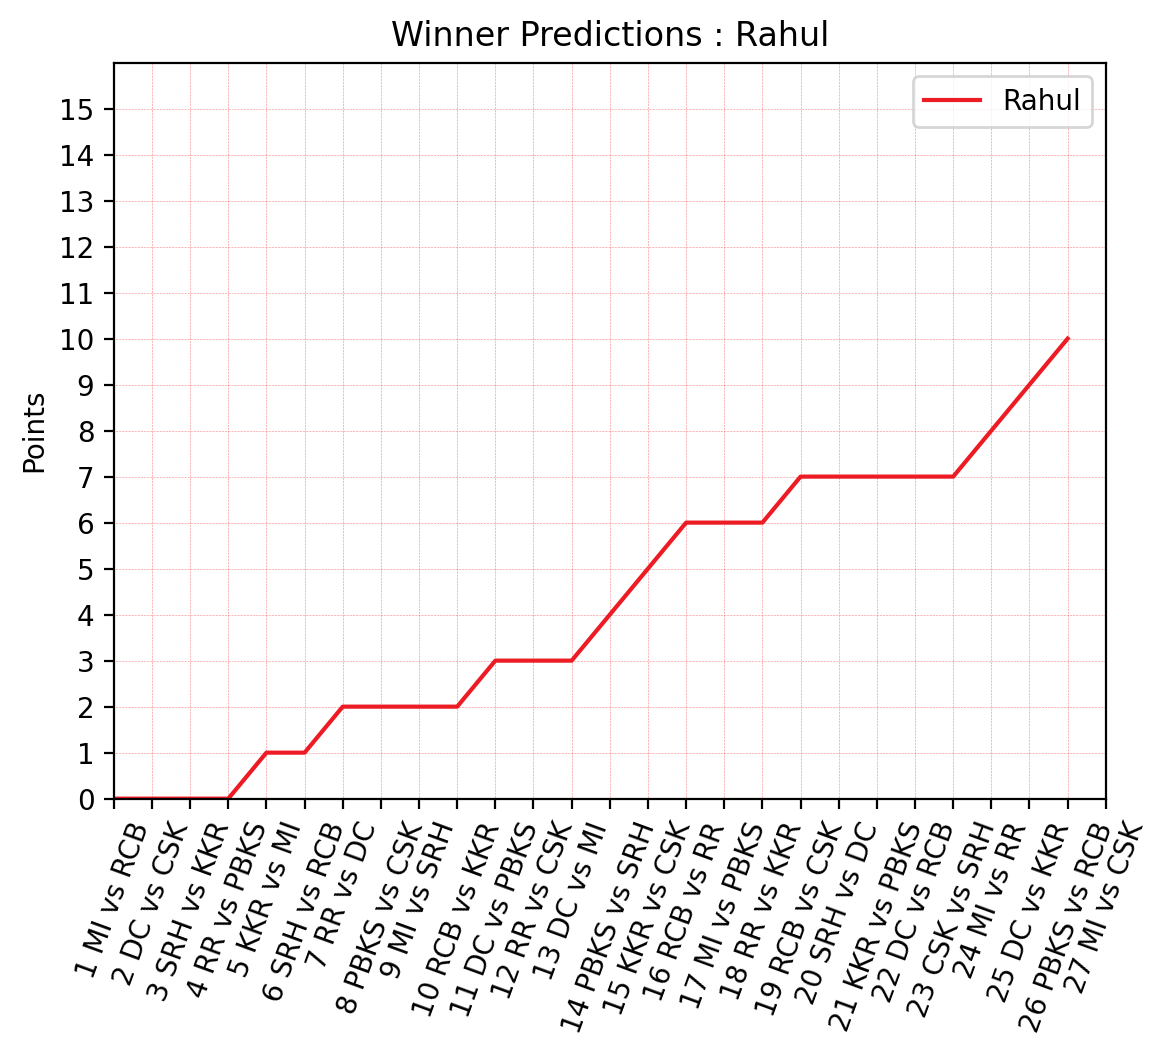 Winner Predictions : Rahul
Rahul
Points
15
14
13
12
11
10
9
8
7
6
5
4
3
2
1
0
1 MI vs RCB
2 DC vs CSK
3 SRH vs KKR
4 RR vs PBKS
5 KKR vs MI
6 SRH vs RCB
7 RR vs DC
8 PBKS vs CSK
9 MI vs SRH
10 RCB vs KKR
11 DC vs PBKS
12 RR vs CSK
13 DC vs MI
14 PBKS vs SRH
15 KKR vs CSK
16 RCB vs RR
17 MI vs PBKS
18 RR vs KKR
19 RCB vs CSK
20 SRH vs DC
21 KKR vs PBKS
22 DC vs RCB
23 CSK vs SRH
24 MI vs RR
25 DC vs KKR
26 PBKS vs RCB
27 MI vs CSK